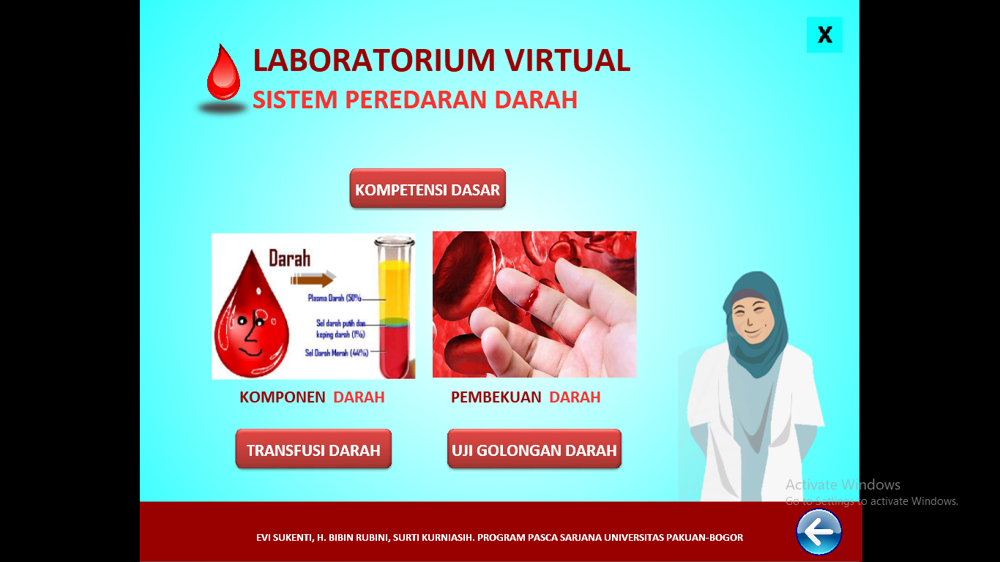 X
LABORATORIUM VIRTUAL
SISTEM PEREDARAN DARAH
KOMPETENSI DASAR
Darah
Plasma Darah (50%
Sel darah putih dan
keping darah (1%)
Sel Darah Merah (44%)
KOMPONEN DARAH
PEMBEKUAN DARAH
TRANSFUSI DARAH
UJI GOLONGAN DARAH
Activate Windows
Go to Settings to activate Windows.
EVI SUKENTI, H. BIBIN RUBINI, SURTI KURNIASIH. PROGRAM PASCA SARJANA UNIVERSITAS PAKUAN-BOGOR